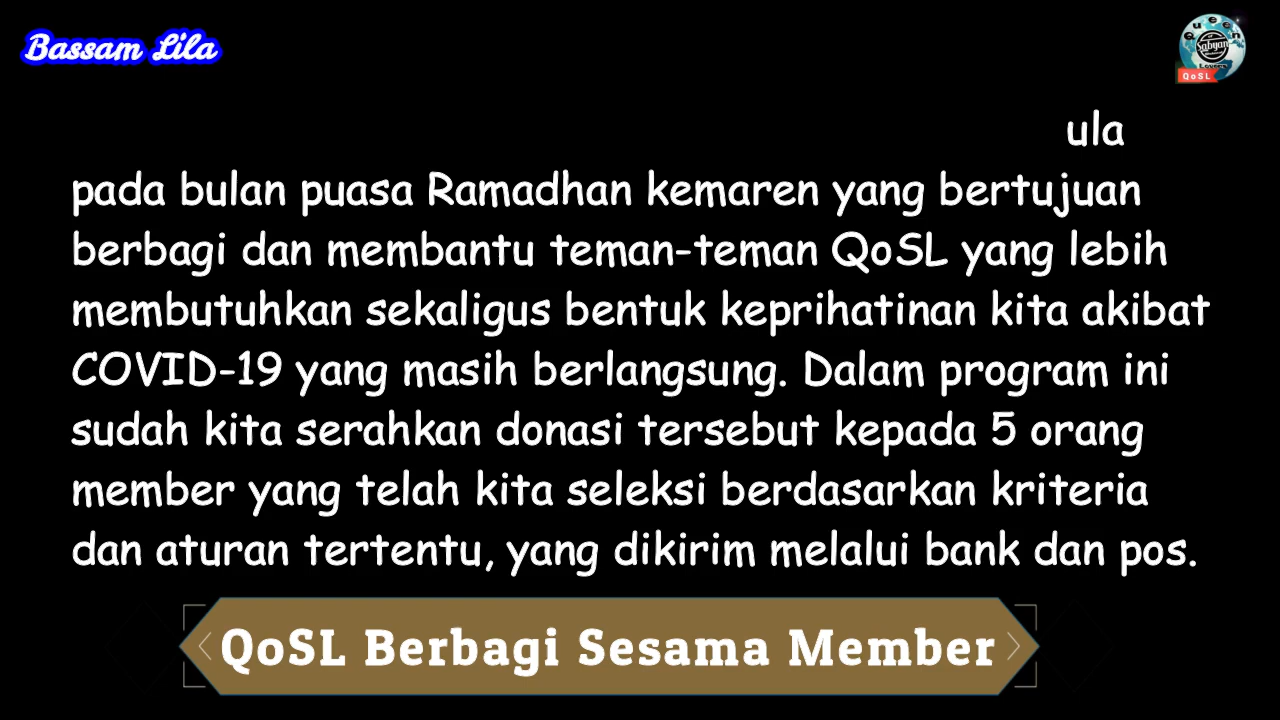 Bassam Lila
Queen
Sabyan
Lovers
QoSL
ula
pada bulan puasa Ramadhan kemaren yang bertujuan
berbagi dan membantu teman-teman QoSL yang lebih
membutuhkan sekaligus bentuk keprihatinan kita akibat
COVID-19 yang masih berlangsung. Dalam program ini
sudah kita serahkan donasi tersebut kepada 5 orang
member yang telah kita seleksi berdasarkan kriteria
dan aturan tertentu, yang dikirim melalui bank dan pos.
QoSL Berbagi Sesama Member